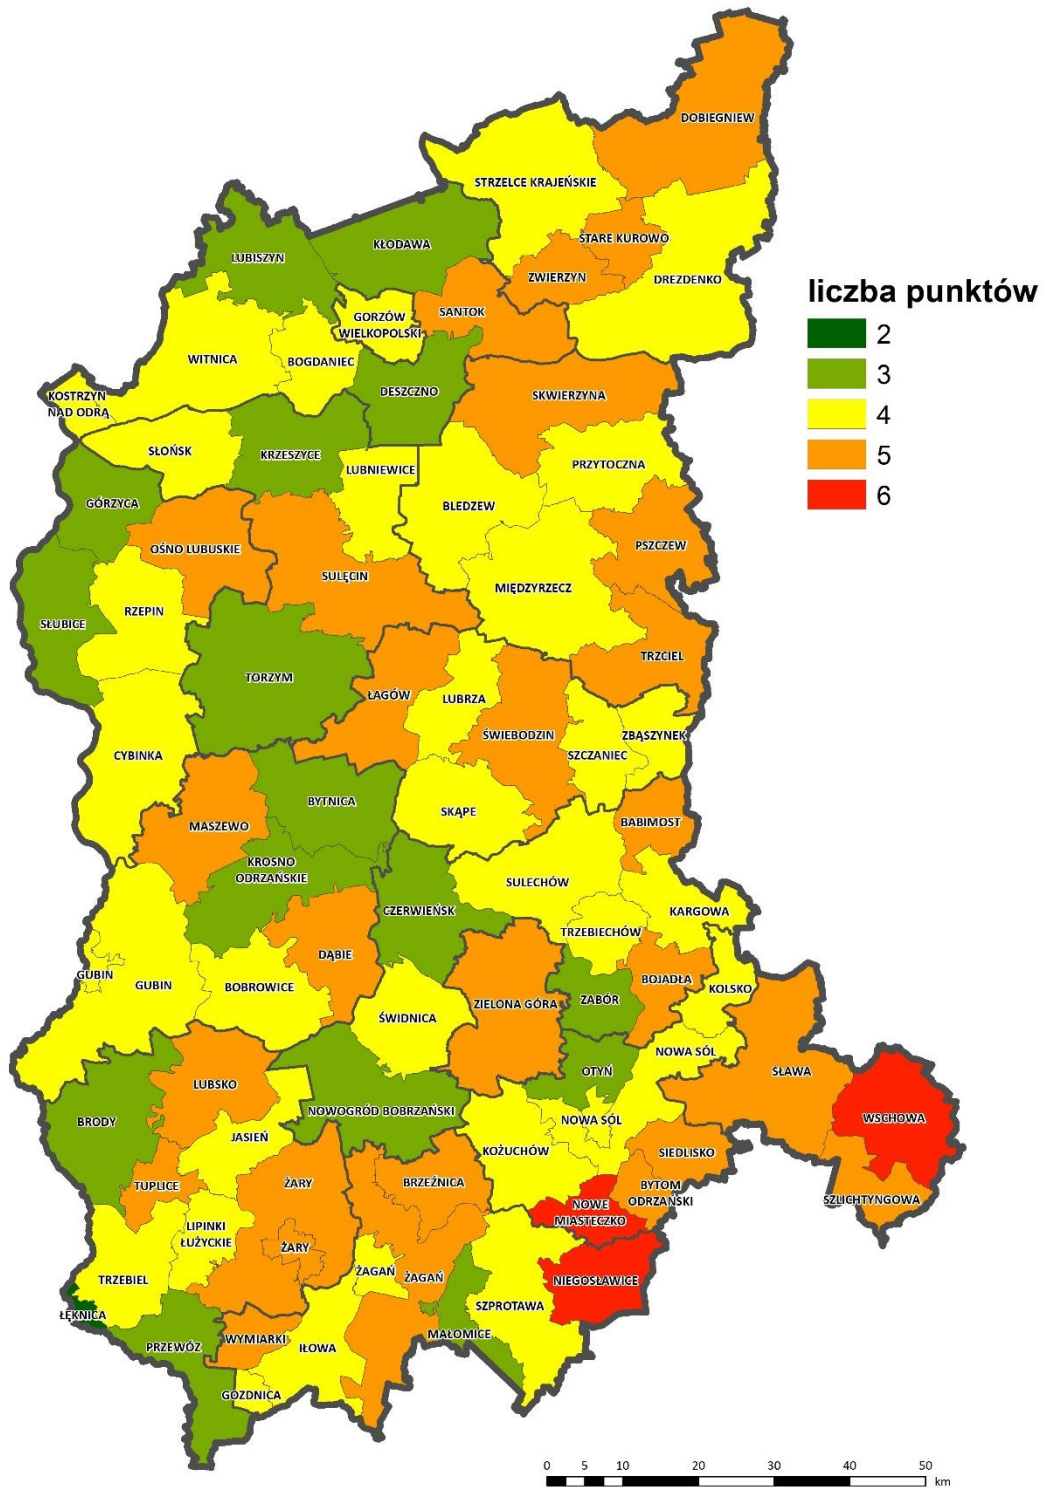 DOBIEGNIEW
STRZELCE KRAJEŃSKIE
STARE KUROWO
KŁODAWA
LUBISZYN
ZWIERZYN
DREZDENKO
liczba punktów
2
3
4
5
6
SANTOK
GORZÓW
WIELKOPOLSKI
WITNICA
BOGDANIEC
DESZCZNO
SKWIERZYNA
KOSTRZYN
NAD ODRĄ
SŁOŃSK
KRZESZYCE
LUBNIEWICE
PRZYTOCZNA
GÓRZYCA
BLEDZEW
OŚNO LUBUSKIE
PSZCZEW
SULĘCIN
MIĘDZYRZECZ
RZEPIN
SŁUBICE
TRZCIEL
TORZYM
ŁAGÓW
LUBRZA
ŚWIEBODZIN
ZBĄSZYNEK
SZCZANIEC
CYBINKA
BYTNICA
SKĄPE
MASZEWO
BABIMOST
KROSNO
ODRZAŃSKIE
SULECHÓW
CZERWIEŃSK
KARGOWA
TRZEBIECHÓW
DĄBIE
GUBIN
GUBIN
BOBROWICE
BOJADŁA
KOLSKO
ZIELONA GÓRA
ZABÓR
ŚWIDNICA
NOWA SÓL
OTYŃ
SŁAWA
LUBSKO
BRODY
NOWOGRÓD BOBRZAŃSKI
WSCHOWA
NOWA SÓL
JASIEŃ
KOŻUCHÓW
SIEDLISKO
TUPLICE
ŻARY
BRZEŹNICA
BYTOM
ODRZAŃSKI
SZLICHTYNGOWA
NOWE
MIASTECZKO
LIPINKI
ŁUŻYCKIE
ŻARY
ŻAGAŃ
ŻAGAŃ
TRZEBIEL
NIEGOSŁAWICE
SZPROTAWA
ŁĘKNICA
MAŁOMICE
PRZEWÓZ
WYMIARKI
IŁOWA
GOZDNICA
0 5 10 20 30 40 50
km